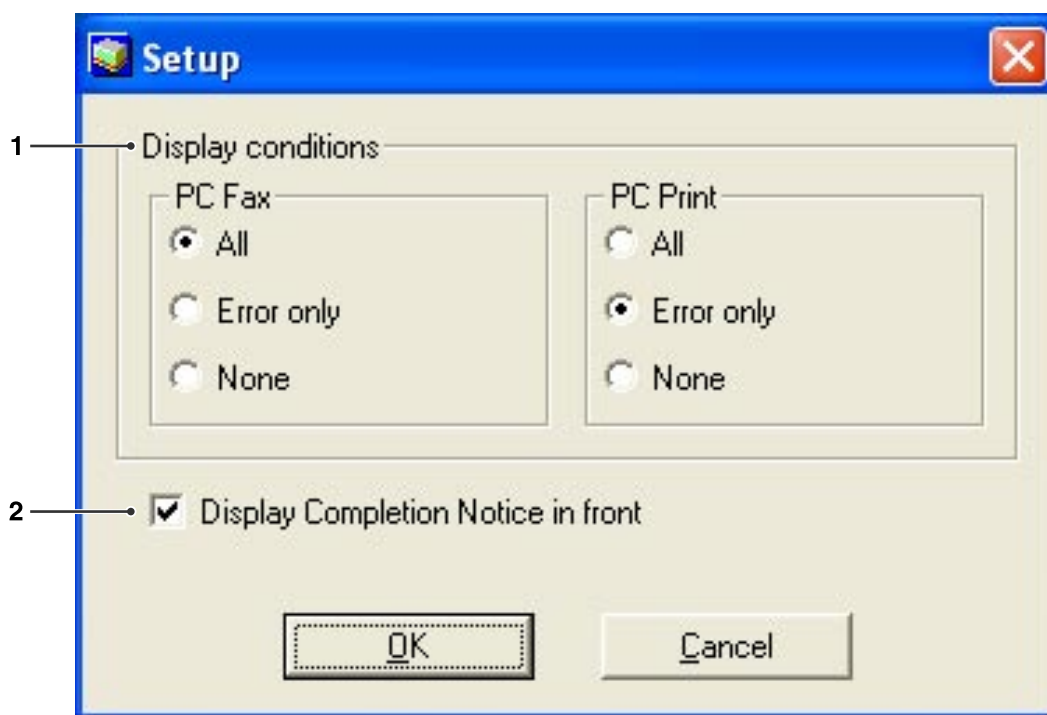 Setup
1
Display conditions
PC Fax
All
Error only
None
PC Print
All
Error only
None
2
Display Completion Notice in front
OK
Cancel